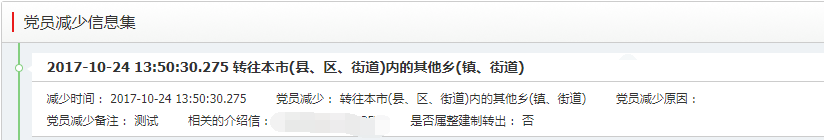 党员减少信息集
2017-10-24 13:50:30.275 转往本市(县、区、街道)内的其他乡(镇、街道)
减少时间： 2017-10-24 13:50:30.275 党员减少： 转往本市(县、区、街道)内的其他乡(镇、街道) 党员减少原因：
党员减少备注： 测试 相关的介绍信： 是否属整建制转出： 否